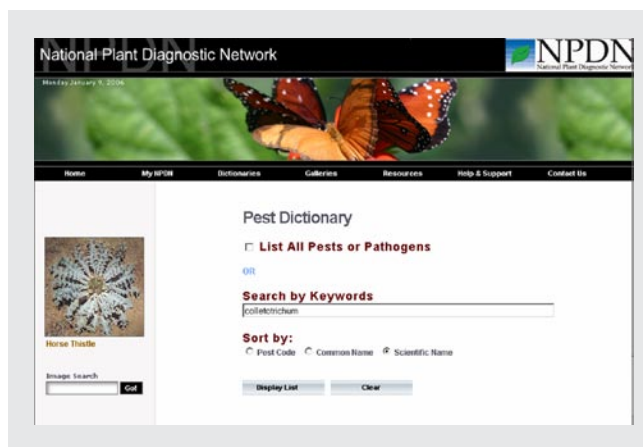 National Plant Diagnostic Network
NPDN
National Plant Diagnostic Networ
Monday January 9, 2006
Home My NPDN Dictionaries Galleries Resources Help & Support Contact Us
Pest Dictionary
List All Pests or Pathogens
OR
Search by Keywords
colletotrichum
Sort by:
Pest Code Common Name Scientific Name
Display List Clear
Horse Thistle
Image Search
Go!